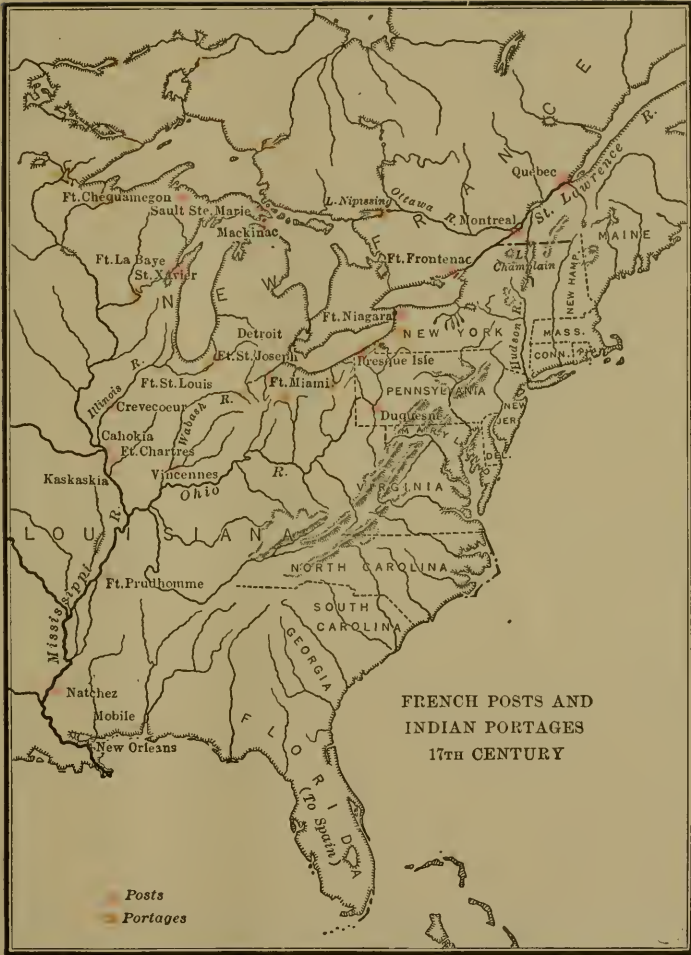 NEW FRANCE
Quebec
St. Lawrence R.
Ft.Chequamegon
Sault Ste. Marie
L. Nipissing
Ottawa R.
Montreal
Mackinac
MAINE
Ft. La Baye
St. Xavier
Ft. Frontenac
L. Champlain
NEW HAMP.
Ft. Niagara
NEW YORK
Hudson R.
MASS.
CONN.
R.I.
Detroit
Ft. St. Joseph
Presque Isle
Illinois R.
Ft. St. Louis
Ft. Miami
PENNSYLVANIA
Crevecoeur
Wabash R.
Duquesne
NEW JER.
MARYL
DEL.
Cahokia
Ft. Chartres
Kaskaskia
Vincennes
Ohio R.
VIRGINIA
LOUISIANA
Mississippi R.
Ft. Prudhomme
NORTH CAROLINA
SOUTH CAROLINA
GEORGIA
Natchez
Mobile
New Orleans
FLORIDA
(To Spain)
FRENCH POSTS AND
INDIAN PORTAGES
17TH CENTURY
Posts
Portages